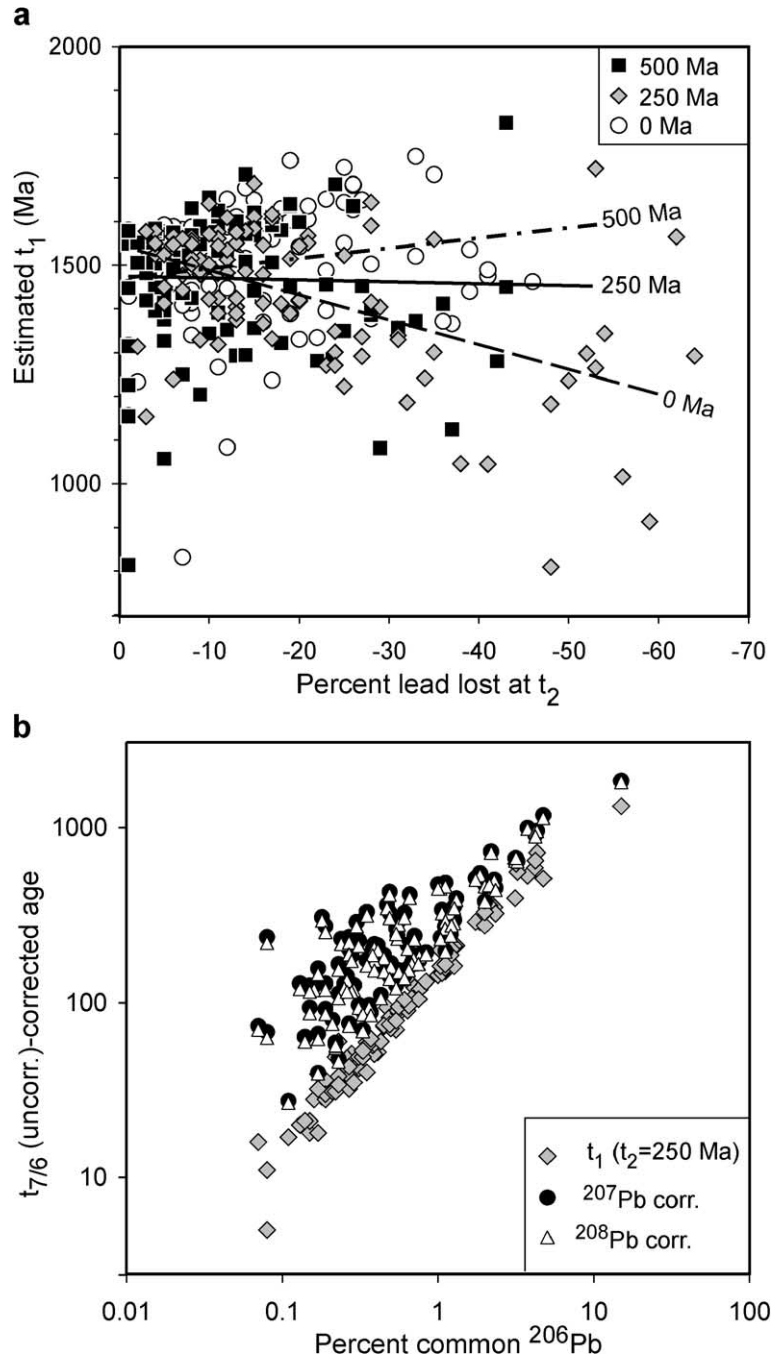 a
2000
500 Ma
250 Ma
0 Ma
500 Ma
1500
250 Ma
0 Ma
1000
Estimated t₁ (Ma)
0 -10 -20 -30 -40 -50 -60 -70
Percent lead lost at t₂
b
1000
100
10
t₇/₆ (uncorr.)-corrected age
t₁ (t₂=250 Ma)
²⁰⁷Pb corr.
²⁰⁸Pb corr.
0.01 0.1 1 10 100
Percent common ²⁰⁶Pb